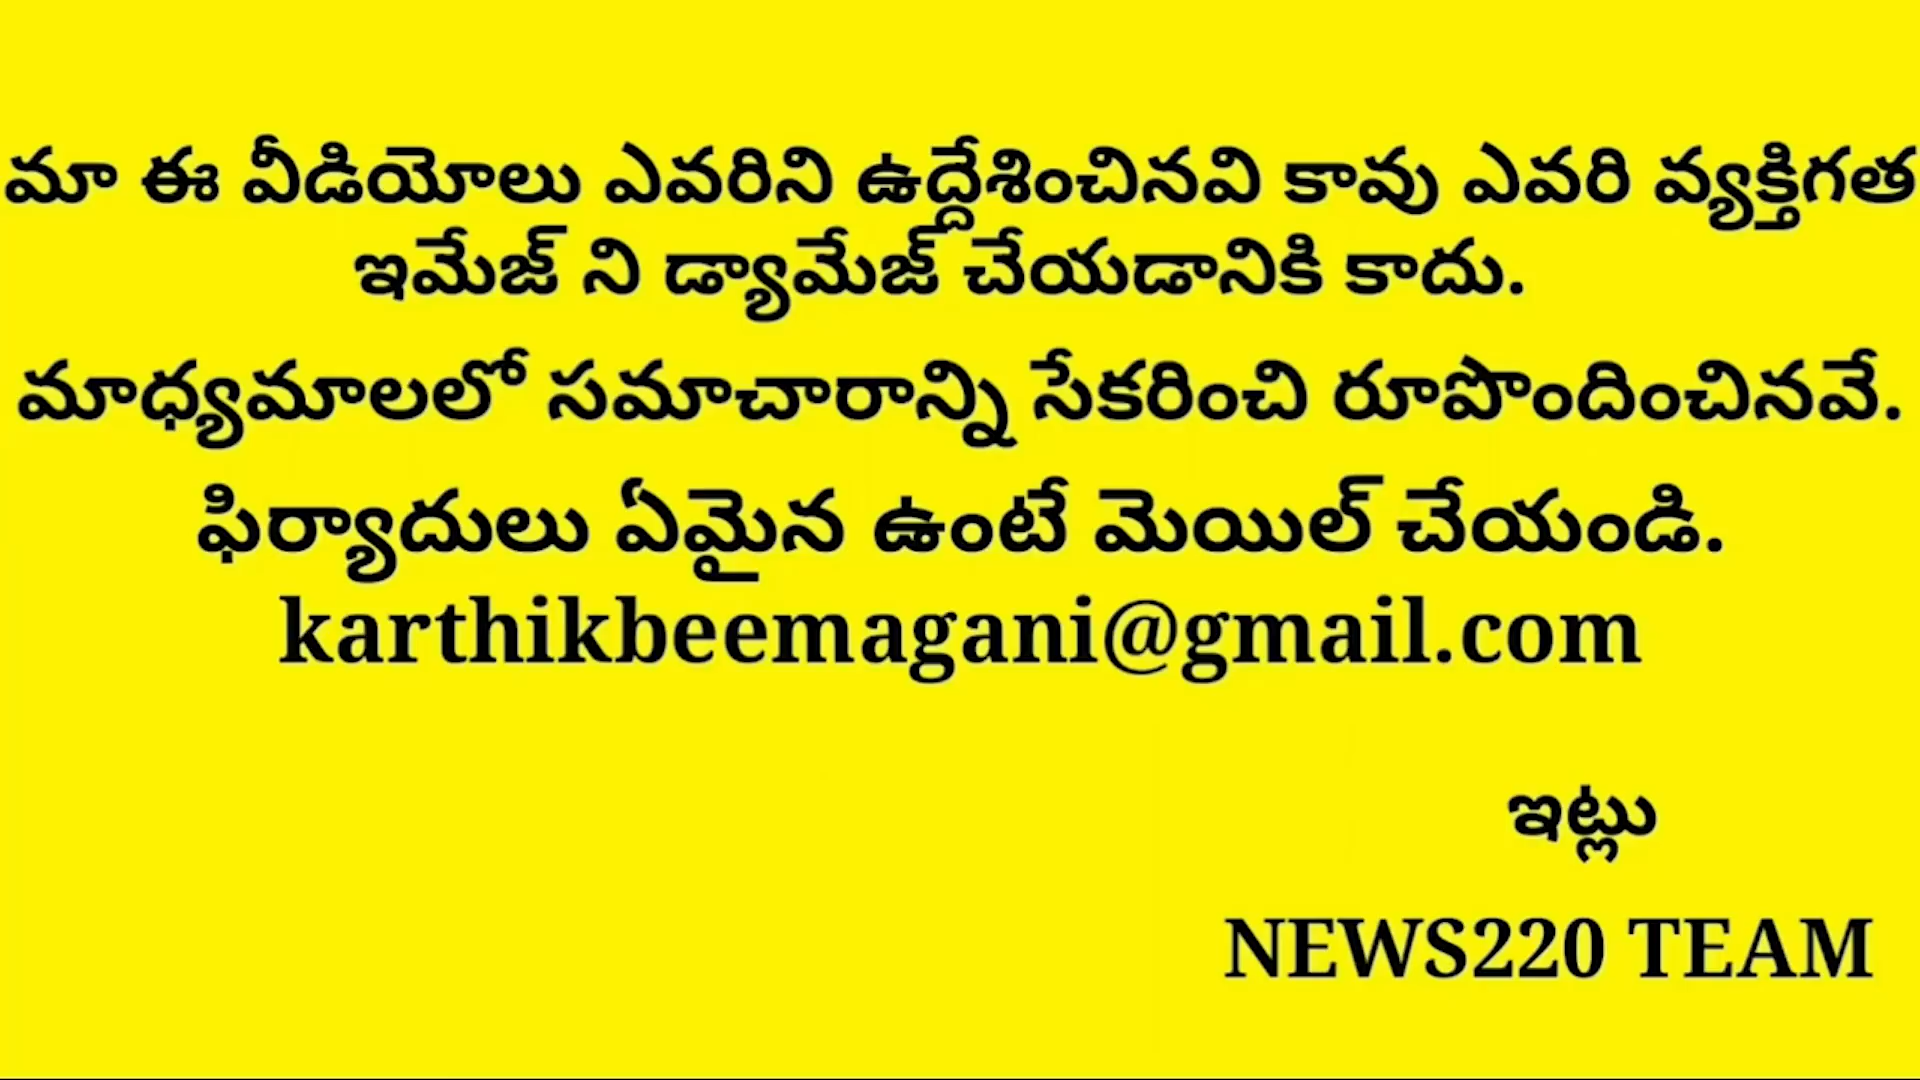 మా ఈ వీడియోలు ఎవరిని ఉద్దేశించినవి కావు ఎవరి వ్యక్తిగత
ఇమేజ్ ని డ్యామేజ్ చేయడానికి కాదు.
మాధ్యమాలలో సమాచారాన్ని సేకరించి రూపొందించినవే.
ఫిర్యాదులు ఏమైన ఉంటే మెయిల్ చేయండి.
karthikbeemagani@gmail.com
ఇట్లు
NEWS220 TEAM